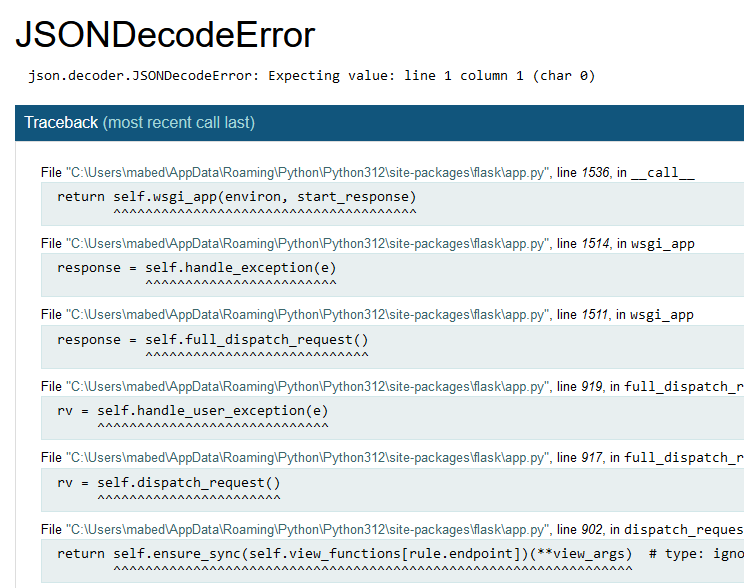 JSONDecodeError
json.decoder.JSONDecodeError: Expecting value: line 1 column 1 (char 0)
Traceback (most recent call last)
File "C:\Users\mabed\AppData\Roaming\Python\Python312\site-packages\flask\app.py", line 1536, in __call__
return self.wsgi_app(environ, start_response)
^^^^^^^^^^^^^^^^^^^^^^^^^^^^^^^^^^^^^^
File "C:\Users\mabed\AppData\Roaming\Python\Python312\site-packages\flask\app.py", line 1514, in wsgi_app
response = self.handle_exception(e)
^^^^^^^^^^^^^^^^^^^^^^^^
File "C:\Users\mabed\AppData\Roaming\Python\Python312\site-packages\flask\app.py", line 1511, in wsgi_app
response = self.full_dispatch_request()
^^^^^^^^^^^^^^^^^^^^^^^^^^^^
File "C:\Users\mabed\AppData\Roaming\Python\Python312\site-packages\flask\app.py", line 919, in full_dispatch_r
rv = self.handle_user_exception(e)
^^^^^^^^^^^^^^^^^^^^^^^^^^^^^
File "C:\Users\mabed\AppData\Roaming\Python\Python312\site-packages\flask\app.py", line 917, in full_dispatch_r
rv = self.dispatch_request()
^^^^^^^^^^^^^^^^^^^^^^^
File "C:\Users\mabed\AppData\Roaming\Python\Python312\site-packages\flask\app.py", line 902, in dispatch_reques
return self.ensure_sync(self.view_functions[rule.endpoint])(**view_args)  # type: igno
^^^^^^^^^^^^^^^^^^^^^^^^^^^^^^^^^^^^^^^^^^^^^^^^^^^^^^^^^^^^^^^^^